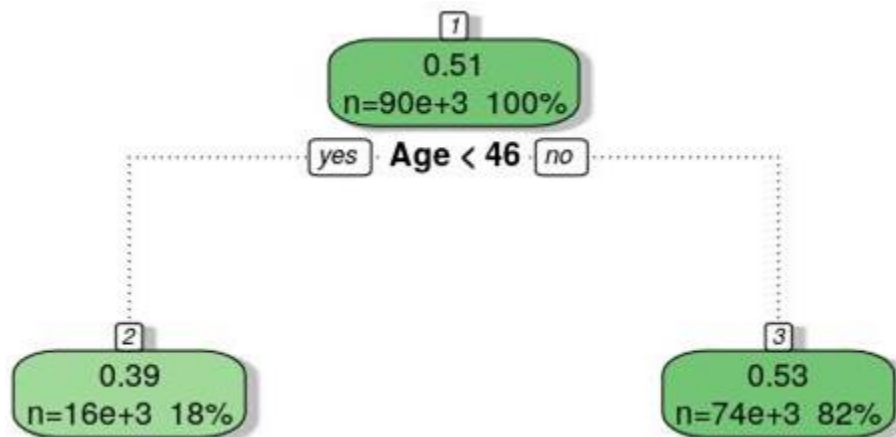 1
0.51
n=90e+3 100%
yes Age < 46 no
2
0.39
n=16e+3 18%
3
0.53
n=74e+3 82%